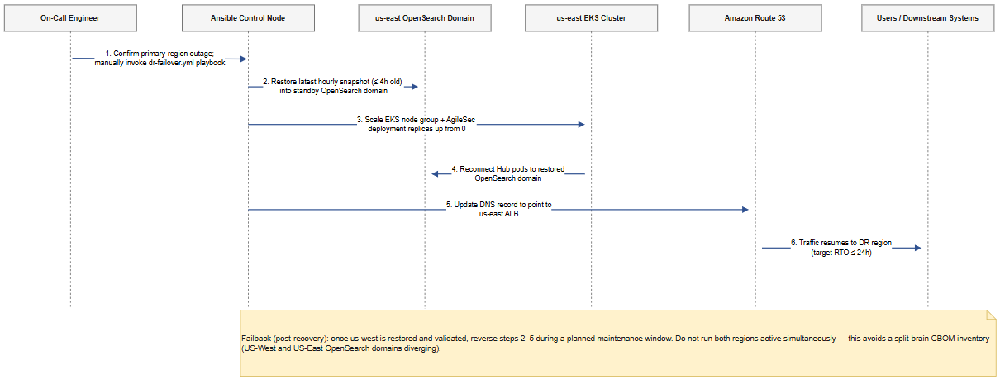 On-Call Engineer
Ansible Control Node
us-east OpenSearch Domain
us-east EKS Cluster
Amazon Route 53
Users / Downstream Systems
1. Confirm primary-region outage;
manually invoke dr-failover.yml playbook
2. Restore latest hourly snapshot (≤ 4h old)
into standby OpenSearch domain
3. Scale EKS node group + AgileSec
deployment replicas up from 0
4. Reconnect Hub pods to restored
OpenSearch domain
5. Update DNS record to point to
us-east ALB
6. Traffic resumes to DR region
(target RTO ≤ 24h)
Failback (post-recovery): once us-west is restored and validated, reverse steps 2–5 during a planned maintenance window. Do not run both regions active simultaneously — this avoids a split-brain CBOM inventory
(US-West and US-East OpenSearch domains diverging).